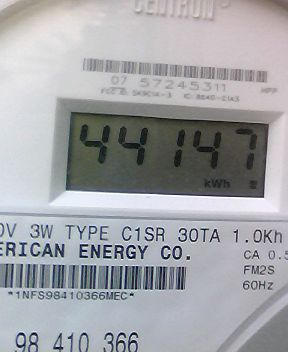 CENTRON
07 57245311
44147
kWh
0V 3W TYPE C1SR 30TA 1.0Kh
ERICAN ENERGY CO.
CA 0.5
FM2S
60Hz
*1NFS98410366MEC*
98 410 366